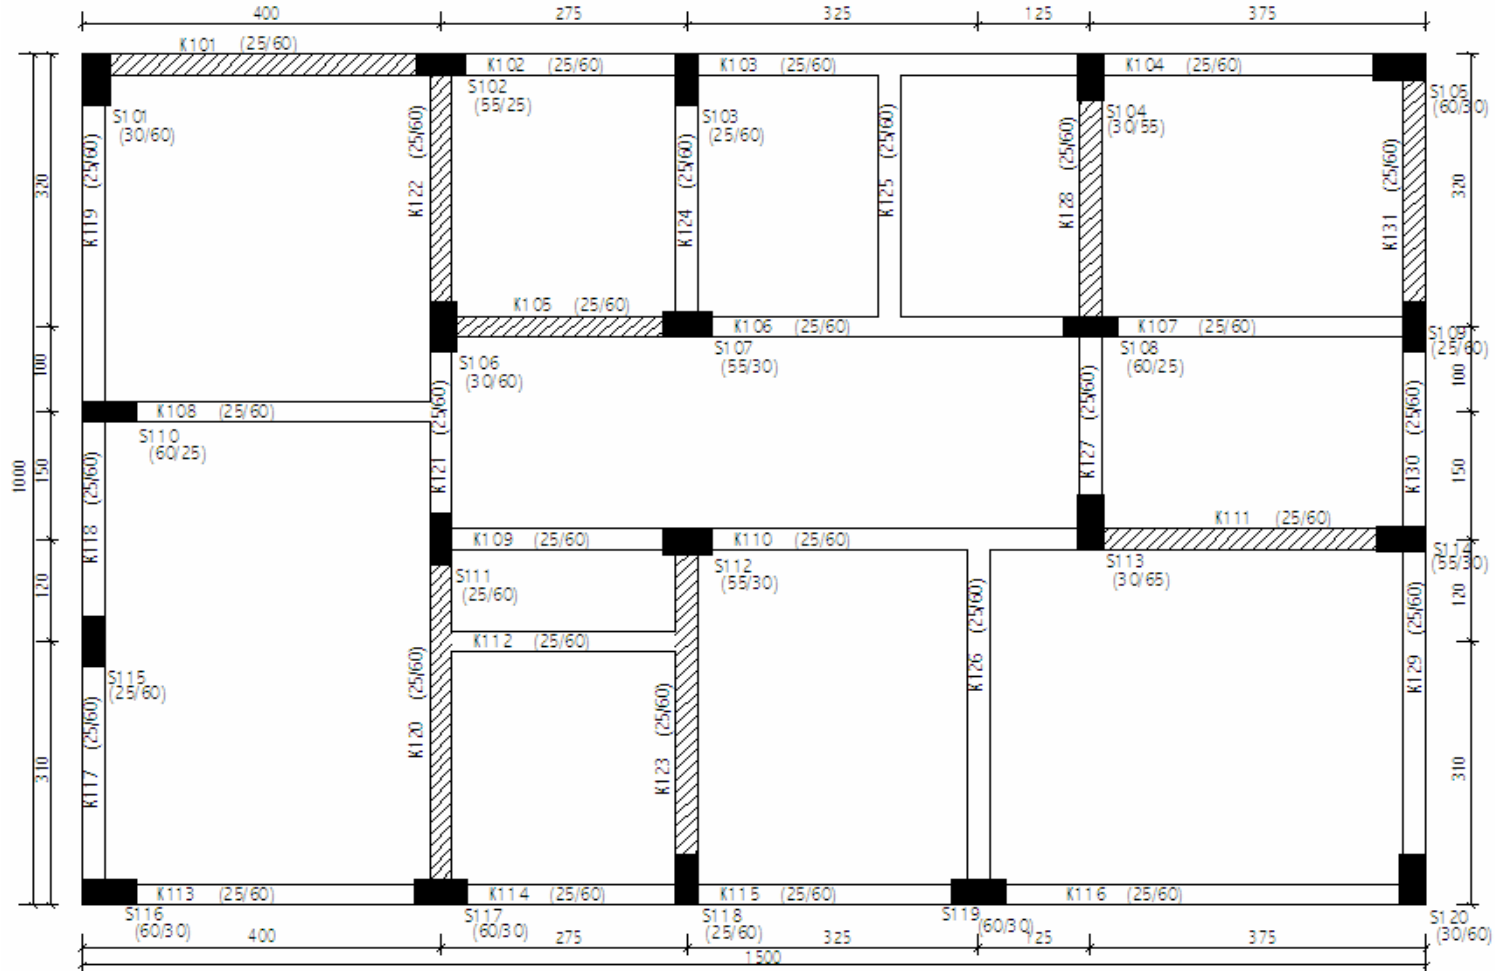 400 275 325 125 375
K101 (25/60)
K102 (25/60) K103 (25/60) K104 (25/60)
S102 (55/25)
S101 (30/60)
S103 (25/60)
S104 (30/55)
S105 (60/30)
K119 (25/60)
K122 (25/60)
K124 (25/60)
K125 (25/60)
K128 (25/60)
K131 (25/60)
320
320
K105 (25/60)
K106 (25/60) K107 (25/60)
S106 (30/60)
S107 (55/30)
S108 (60/25)
S109 (25/60)
100
100
K108 (25/60)
S110 (60/25)
K118 (25/60)
K121 (25/60)
K127 (25/60)
K130 (25/60)
1000
150
150
K111 (25/60)
K109 (25/60) K110 (25/60)
S111 (25/60)
S112 (55/30)
S113 (30/65)
S114 (55/30)
120
120
K112 (25/60)
S115 (25/60)
K117 (25/60)
K120 (25/60)
K123 (25/60)
K126 (25/60)
K129 (25/60)
310
310
K113 (25/60) K114 (25/60) K115 (25/60) K116 (25/60)
S116 (60/30)
S117 (60/30)
S118 (25/60)
S119 (60/30)
S120 (30/60)
400 275 325 125 375
1500